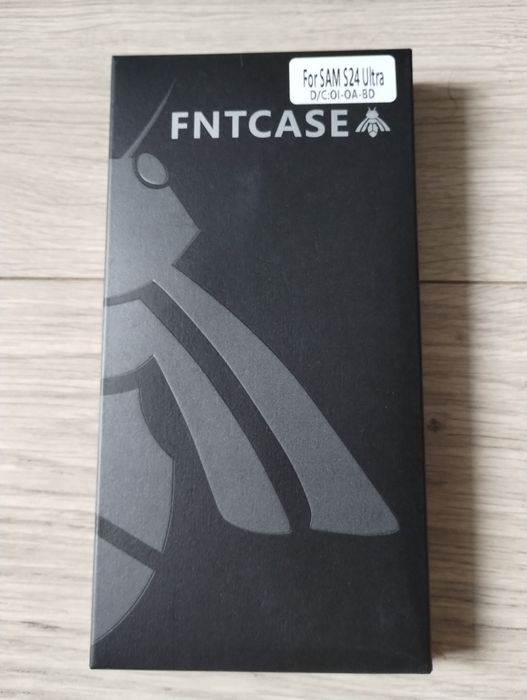 For SAM S24 Ultra
D/C:OI-OA-BD
FNTCASE